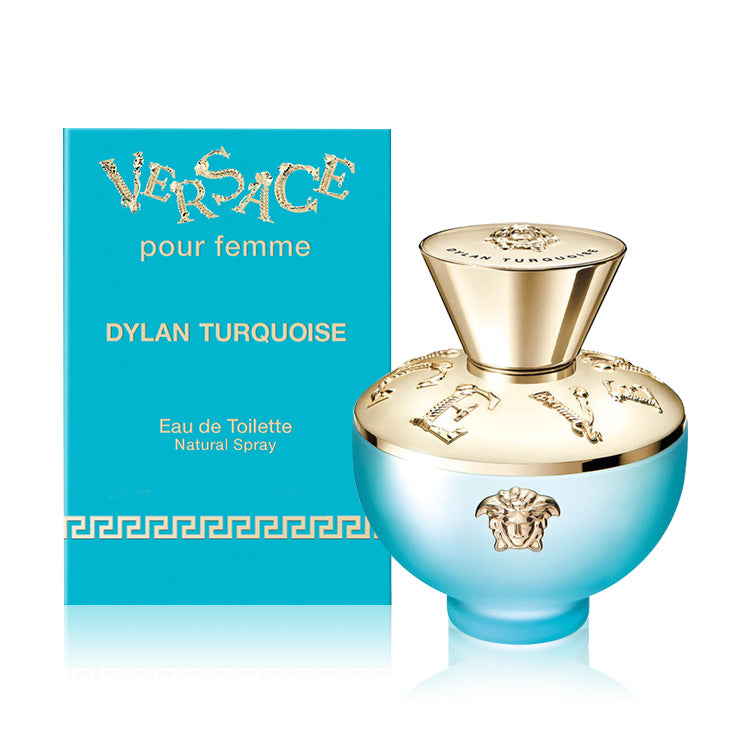 VERSACE
pour femme
DYLAN TURQUOISE
Eau de Toilette
Natural Spray
DYLAN TURQUOISE